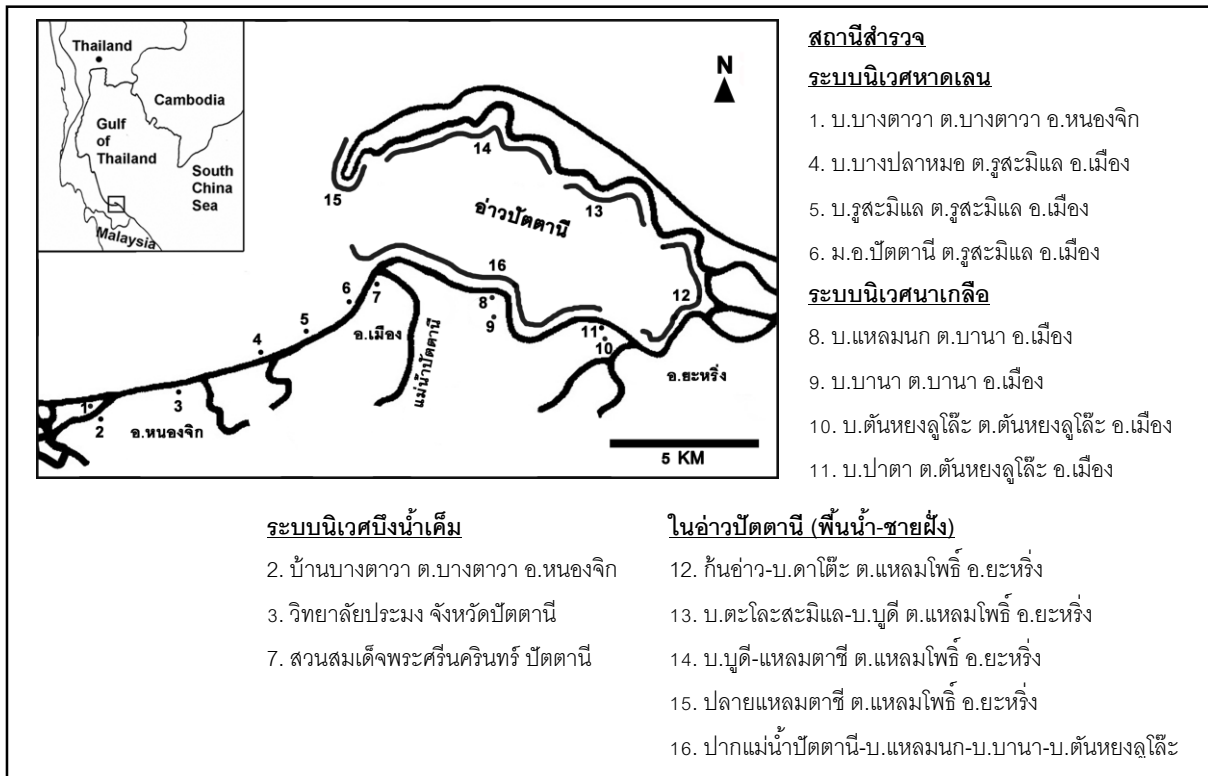 Thailand
Cambodia
Gulf
of
Thailand
South
China
Sea
Malaysia
N
14
15
13
อ่าวปัตตานี
16
12
6
7
8
9
11
10
5
4
อ.เมือง
แม่น้ำปัตตานี
อ.ยะหริ่ง
1
2
3
อ.หนองจิก
5 KM
สถานีสำรวจ
ระบบนิเวศหาดเลน
1. บ.บางตาวา ต.บางตาวา อ.หนองจิก
4. บ.บางปลาหมอ ต.รูสะมิแล อ.เมือง
5. บ.รูสะมิแล ต.รูสะมิแล อ.เมือง
6. ม.อ.ปัตตานี ต.รูสะมิแล อ.เมือง
ระบบนิเวศนาเกลือ
8. บ.แหลมนก ต.บานา อ.เมือง
9. บ.บานา ต.บานา อ.เมือง
10. บ.ตันหยงลูโล๊ะ ต.ตันหยงลูโล๊ะ อ.เมือง
11. บ.ปาตา ต.ตันหยงลูโล๊ะ อ.เมือง
ระบบนิเวศบึงน้ำเค็ม
2. บ้านบางตาวา ต.บางตาวา อ.หนองจิก
3. วิทยาลัยประมง จังหวัดปัตตานี
7. สวนสมเด็จพระศรีนครินทร์ ปัตตานี
ในอ่าวปัตตานี (พื้นน้ำ-ชายฝั่ง)
12. ก้นอ่าว-บ.ดาโต๊ะ ต.แหลมโพธิ์ อ.ยะหริ่ง
13. บ.ตะโละสะมิแล-บ.บูดี ต.แหลมโพธิ์ อ.ยะหริ่ง
14. บ.บูดี-แหลมตาชี ต.แหลมโพธิ์ อ.ยะหริ่ง
15. ปลายแหลมตาชี ต.แหลมโพธิ์ อ.ยะหริ่ง
16. ปากแม่น้ำปัตตานี-บ.แหลมนก-บ.บานา-บ.ตันหยงลูโล๊ะ